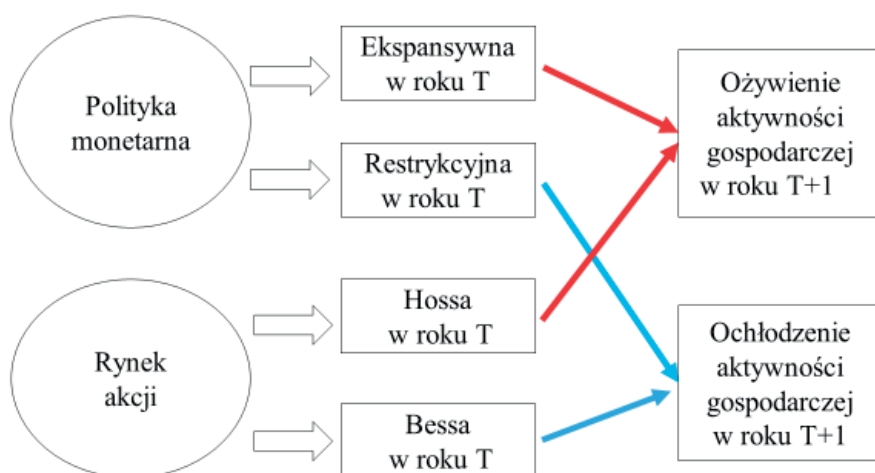 Polityka
monetarna
Ekspansywna
w roku T
Restrykcyjna
w roku T
Ożywienie
aktywności
gospodarczej
w roku T+1
Rynek
akcji
Hossa
w roku T
Bessa
w roku T
Ochłodzenie
aktywności
gospodarczej
w roku T+1